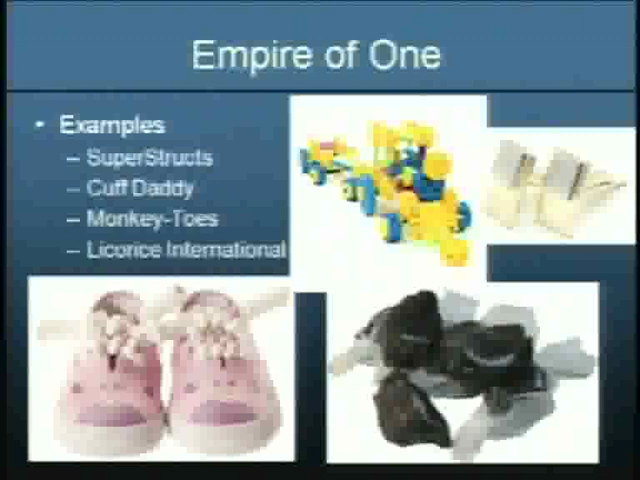 Empire of One
• Examples
– SuperStructs
– Cuff Daddy
– Monkey-Toes
– Licorice International